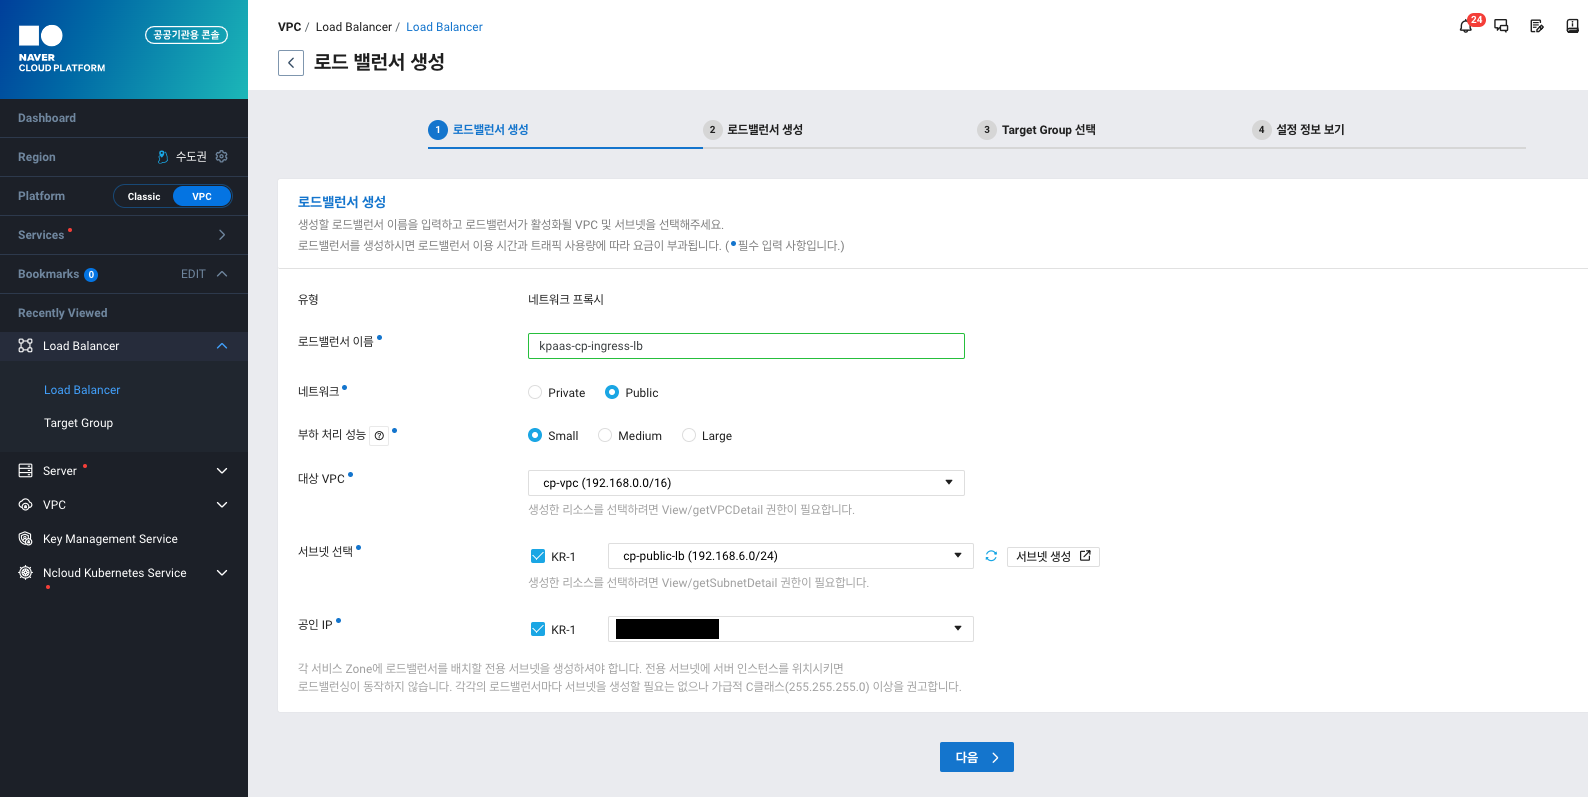 NAVER
CLOUD PLATFORM
공공기관용 콘솔
Dashboard
Region 수도권
Platform Classic VPC
Services
Bookmarks 0 EDIT
Recently Viewed
Load Balancer
Load Balancer
Target Group
Server
VPC
Key Management Service
Ncloud Kubernetes Service
VPC / Load Balancer / Load Balancer
24
로드 밸런서 생성
1 로드밸런서 생성
2 로드밸런서 생성
3 Target Group 선택
4 설정 정보 보기
로드밸런서 생성
생성할 로드밸런서 이름을 입력하고 로드밸런서가 활성화될 VPC 및 서브넷을 선택해주세요.
로드밸런서를 생성하시면 로드밸런서 이용 시간과 트래픽 사용량에 따라 요금이 부과됩니다. (•필수 입력 사항입니다.)
유형 네트워크 프록시
로드밸런서 이름 kpaas-cp-ingress-lb
네트워크 Private Public
부하 처리 성능 Small Medium Large
대상 VPC cp-vpc (192.168.0.0/16)
생성한 리소스를 선택하려면 View/getVPCDetail 권한이 필요합니다.
서브넷 선택 KR-1 cp-public-lb (192.168.6.0/24) 서브넷 생성
생성한 리소스를 선택하려면 View/getSubnetDetail 권한이 필요합니다.
공인 IP KR-1
각 서비스 Zone에 로드밸런서를 배치할 전용 서브넷을 생성하셔야 합니다. 전용 서브넷에 서버 인스턴스를 위치시키면
로드밸런싱이 동작하지 않습니다. 각각의 로드밸런서마다 서브넷을 생성할 필요는 없으나 가급적 C클래스(255.255.255.0) 이상을 권고합니다.
다음